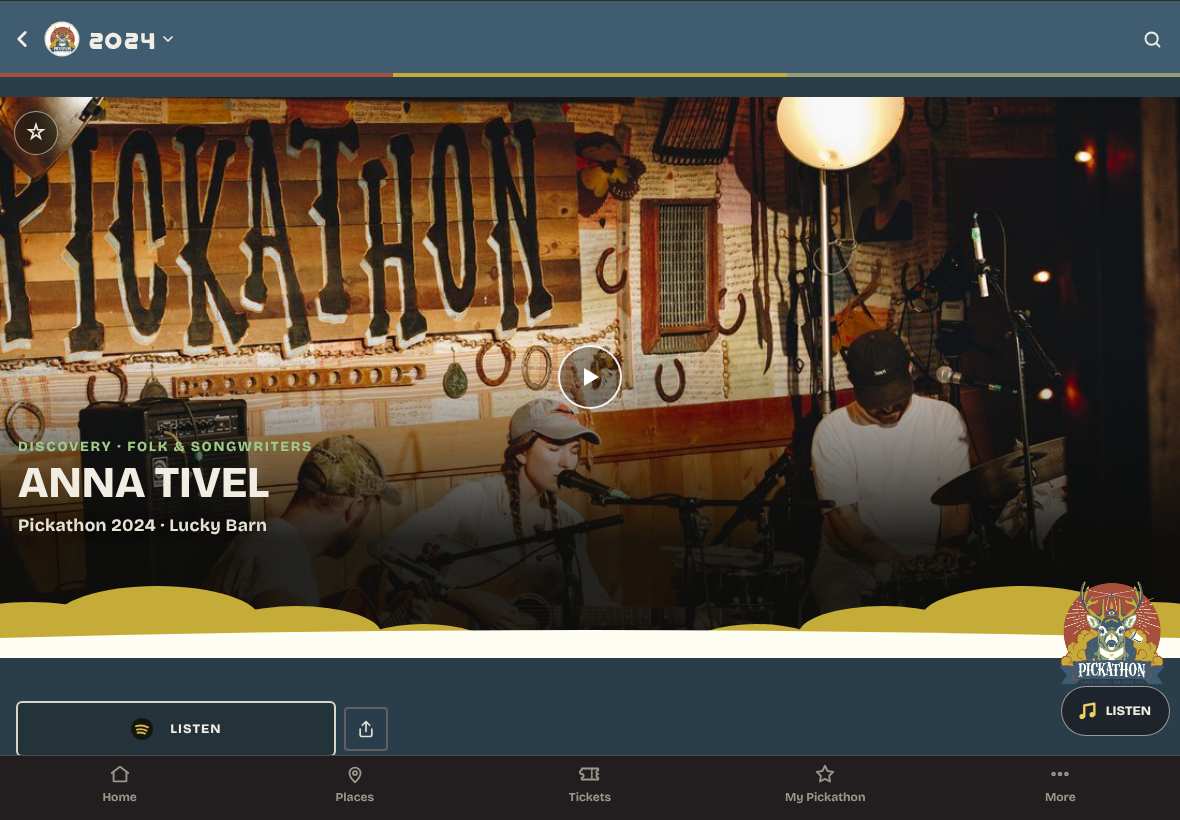 2024
PICKATHON
DISCOVERY · FOLK & SONGWRITERS
ANNA TIVEL
Pickathon 2024 · Lucky Barn
PICKATHON
LISTEN
LISTEN
Home
Places
Tickets
My Pickathon
More